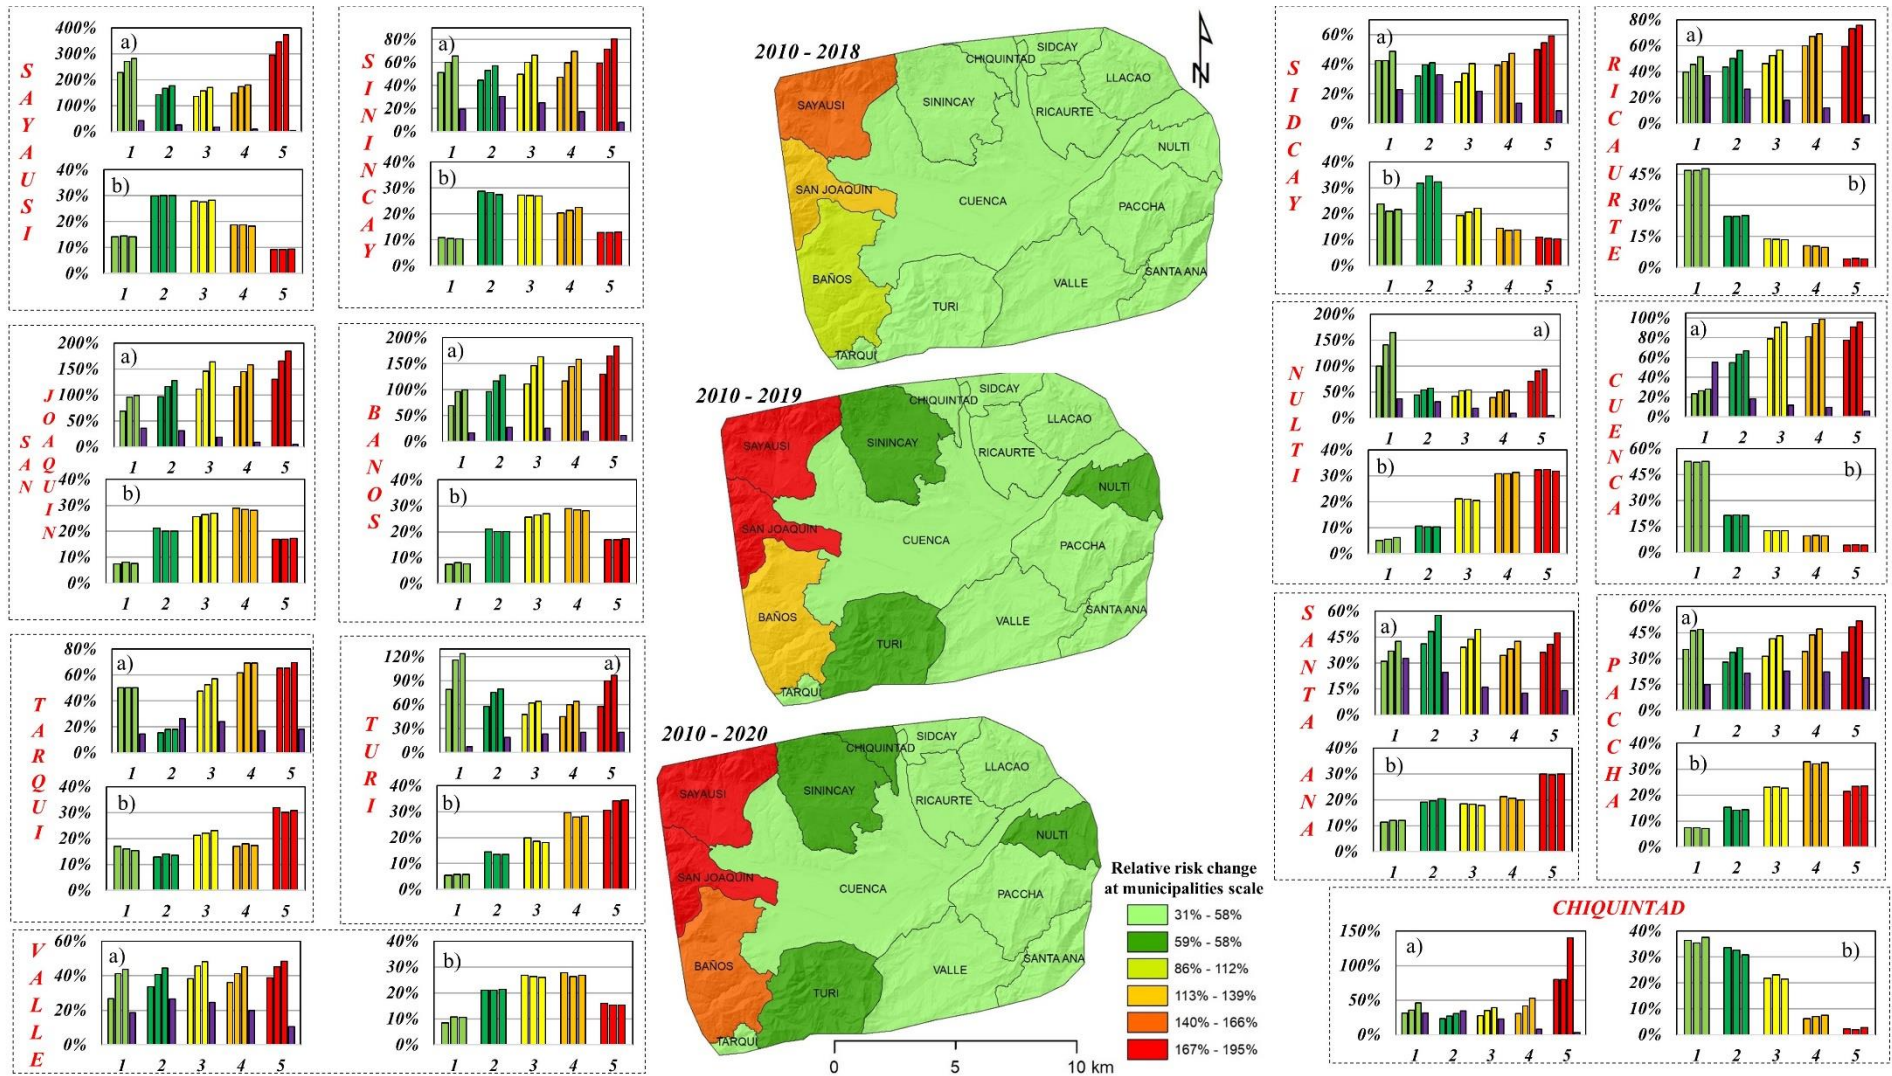 SAYAUSI
400%
300%
200%
100%
0%
a)
1 2 3 4 5
40%
30%
20%
10%
0%
b)
1 2 3 4 5
SININCAY
80%
60%
40%
20%
0%
a)
1 2 3 4 5
40%
30%
20%
10%
0%
b)
1 2 3 4 5
SAN JOAQUIN
200%
150%
100%
50%
0%
a)
1 2 3 4 5
40%
30%
20%
10%
0%
b)
1 2 3 4 5
BANOS
200%
150%
100%
50%
0%
a)
1 2 3 4 5
40%
30%
20%
10%
0%
b)
1 2 3 4 5
TARQUI
80%
60%
40%
20%
0%
a)
1 2 3 4 5
40%
30%
20%
10%
0%
b)
1 2 3 4 5
TURI
120%
90%
60%
30%
0%
a)
1 2 3 4 5
40%
30%
20%
10%
0%
b)
1 2 3 4 5
VALLE
60%
40%
20%
0%
a)
1 2 3 4 5
40%
30%
20%
10%
0%
b)
1 2 3 4 5
2010 - 2018
N
SIDCAY
CHIQUINTAD
LLACAO
SAYAUSI
SININCAY
RICAURTE
NULTI
SAN JOAQUIN
CUENCA
PACCHA
BAÑOS
SANTA ANA
VALLE
TURI
TARQUI
2010 - 2019
SIDCAY
CHIQUINTAD
LLACAO
SAYAUSI
SININCAY
RICAURTE
NULTI
SAN JOAQUIN
CUENCA
PACCHA
SANTA ANA
BAÑOS
VALLE
TURI
TARQUI
2010 - 2020
SIDCAY
CHIQUINTAD
LLACAO
SAYAUSI
SININCAY
RICAURTE
NULTI
SAN JOAQUIN
CUENCA
PACCHA
SANTA ANA
BAÑOS
VALLE
TURI
TARQUI
Relative risk change
at municipalities scale
31% - 58%
59% - 58%
86% - 112%
113% - 139%
140% - 166%
167% - 195%
0 5 10 km
SIDCAY
60%
40%
20%
0%
a)
1 2 3 4 5
40%
30%
20%
10%
0%
b)
1 2 3 4 5
RICAURTE
80%
60%
40%
20%
0%
a)
1 2 3 4 5
45%
30%
15%
0%
b)
1 2 3 4 5
NULTI
200%
150%
100%
50%
0%
a)
1 2 3 4 5
40%
30%
20%
10%
0%
b)
1 2 3 4 5
CUENCA
100%
80%
60%
40%
20%
0%
a)
1 2 3 4 5
60%
45%
30%
15%
0%
b)
1 2 3 4 5
SANTA ANA
60%
45%
30%
15%
0%
a)
1 2 3 4 5
40%
30%
20%
10%
0%
b)
1 2 3 4 5
PACCHA
60%
45%
30%
15%
0%
a)
1 2 3 4 5
40%
30%
20%
10%
0%
b)
1 2 3 4 5
CHIQUINTAD
150%
100%
50%
0%
a)
1 2 3 4 5
40%
30%
20%
10%
0%
b)
1 2 3 4 5